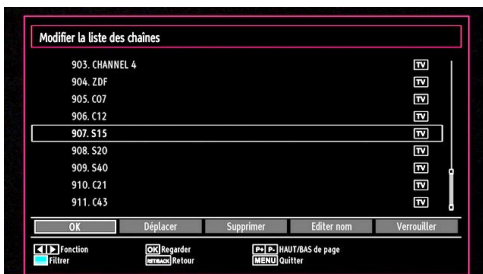 Modifier la liste des chaînes
903. CHANNEL 4 TV
904. ZDF TV
905. C07 TV
906. C12 TV
907. S15 TV
908. S20 TV
909. S40 TV
910. C21 TV
911. C43 TV
OK Déplacer Supprimer Editer nom Verrouiller
Fonction OK Regarder P+ P- HAUT/BAS de page
Filtrer RET/BACK Retour MENU Quitter